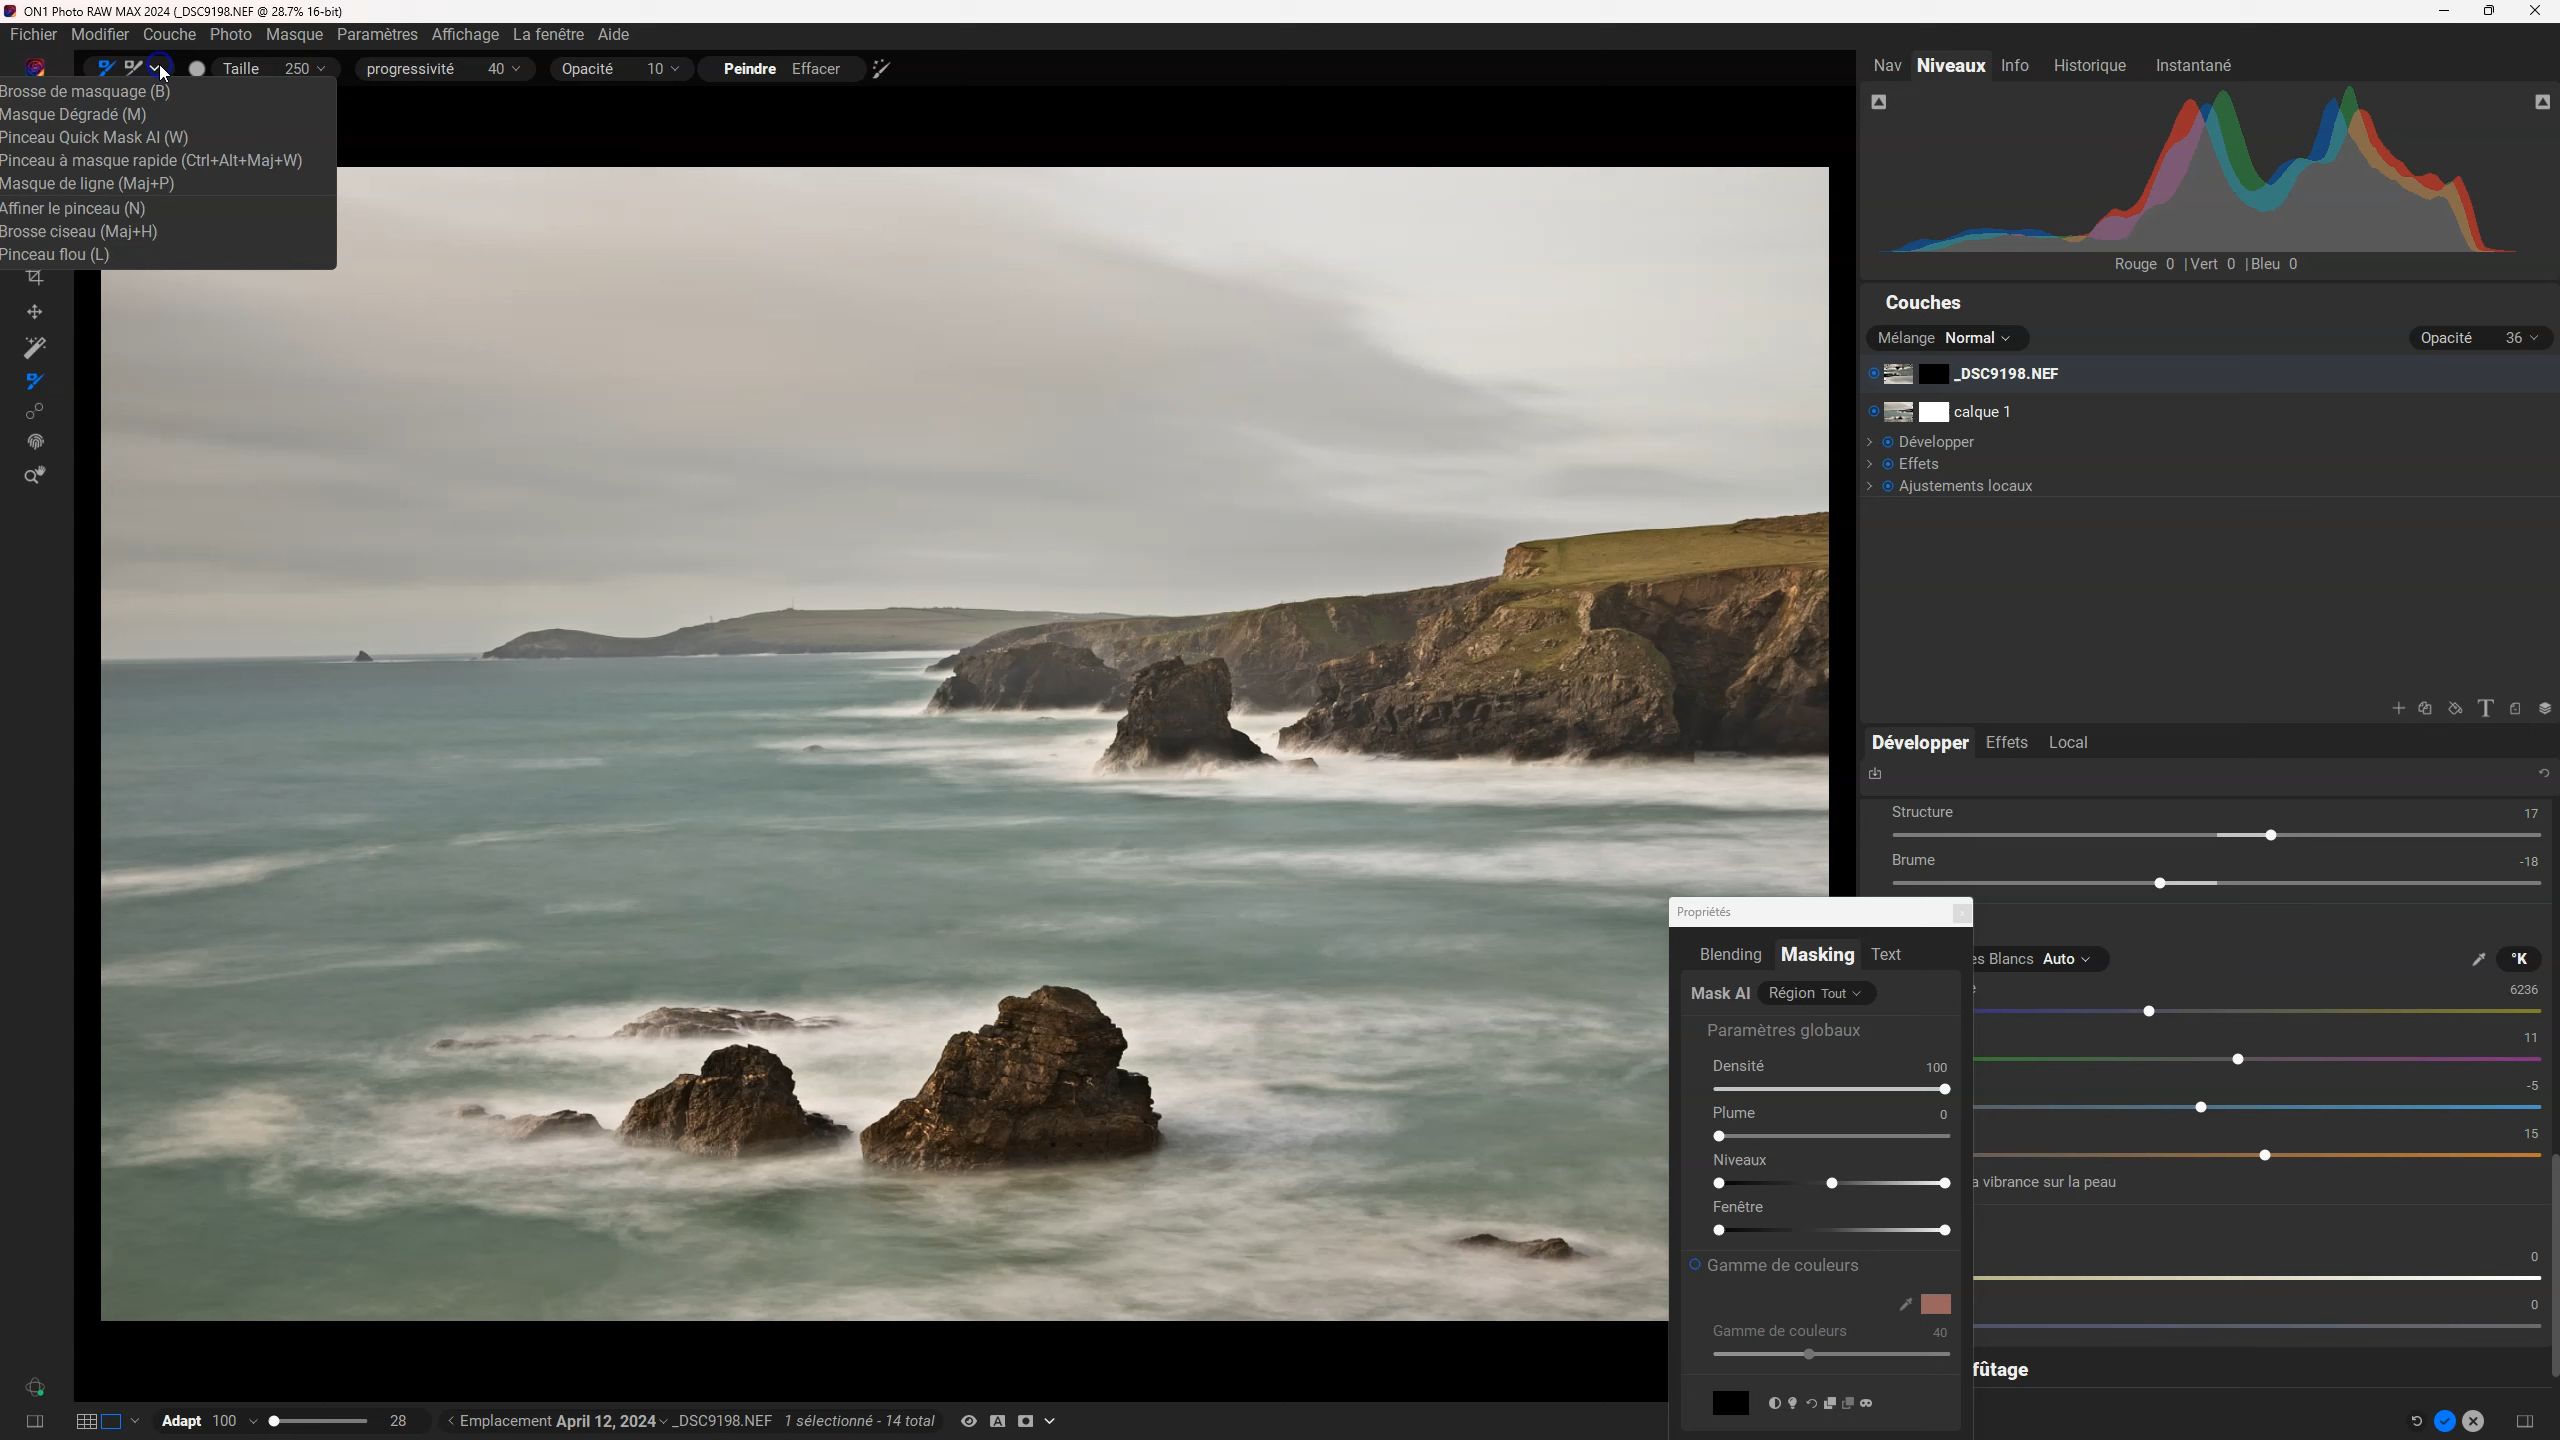 ON1 Photo RAW MAX 2024 (_DSC9198.NEF @ 28.7% 16-bit)
Fichier Modifier Couche Photo Masque Paramètres Affichage La fenêtre Aide
Taille 250 progressivité 40 Opacité 10 Peindre Effacer
Brosse de masquage (B)
Masque Dégradé (M)
Pinceau Quick Mask AI (W)
Pinceau à masque rapide (Ctrl+Alt+Maj+W)
Masque de ligne (Maj+P)
Affiner le pinceau (N)
Brosse ciseau (Maj+H)
Pinceau flou (L)
Nav Niveaux Info Historique Instantané
Rouge 0 | Vert 0 | Bleu 0
Couches
Mélange Normal Opacité 36
_DSC9198.NEF
calque 1
Développer
Effets
Ajustements locaux
T
Développer Effets Local
Structure 17
Brume -18
es Blancs Auto °K
6236
11
-5
15
a vibrance sur la peau
0
0
fûtage
Propriétés
Blending Masking Text
Mask AI Région Tout
Paramètres globaux
Densité 100
Plume 0
Niveaux
Fenêtre
Gamme de couleurs
Gamme de couleurs 40
Adapt 100 28 < Emplacement April 12, 2024 _DSC9198.NEF 1 sélectionné - 14 total A